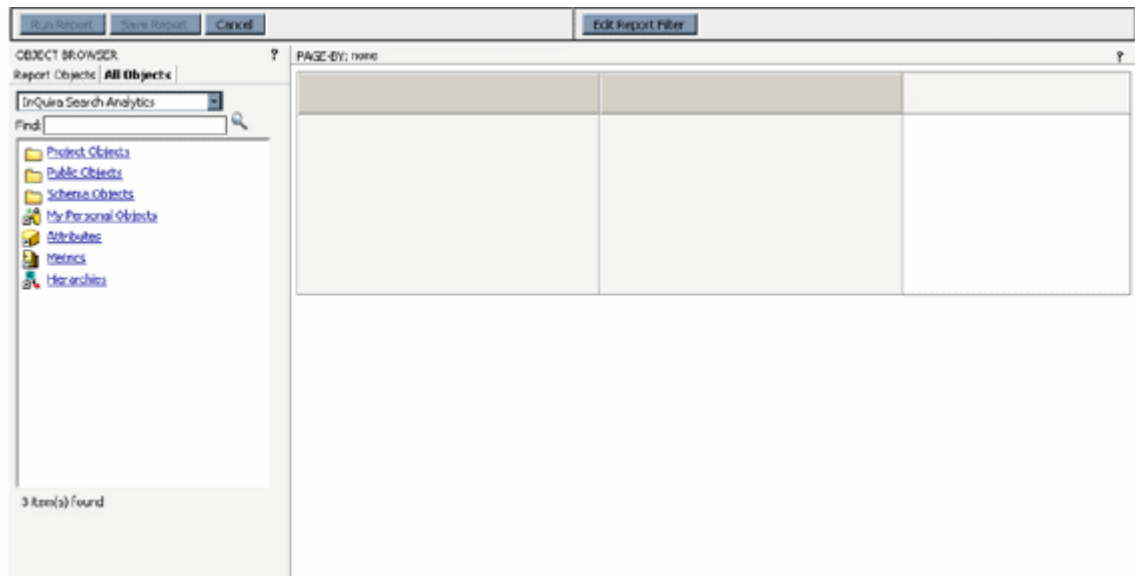 Run Report Save Report Cancel Edit Report Filter
OBJECT BROWSER ?
PAGE-BY: none ?
Report Objects All Objects
InQuira Search Analytics
Find:
Project Objects
Public Objects
Schema Objects
My Personal Objects
Attributes
Metrics
Hierarchies
3 item(s) found